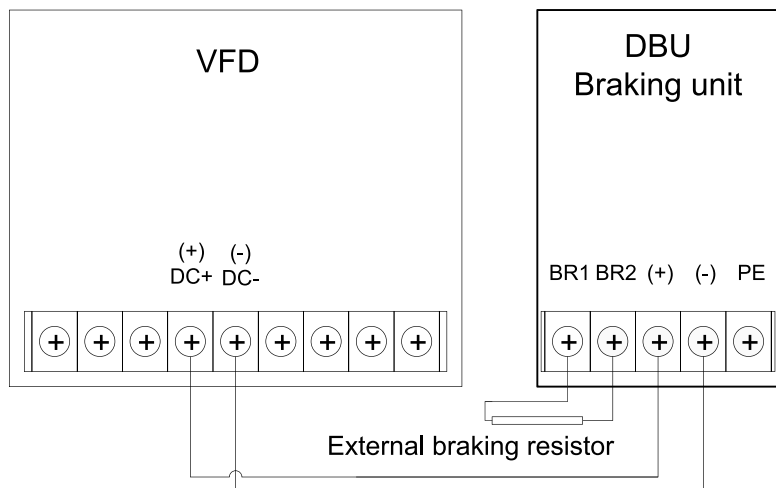 VFD
DBU
Braking unit
(+) (-)
DC+ DC-
BR1 BR2 (+) (-) PE
+ + + + + + + + +
+ + + + +
External braking resistor